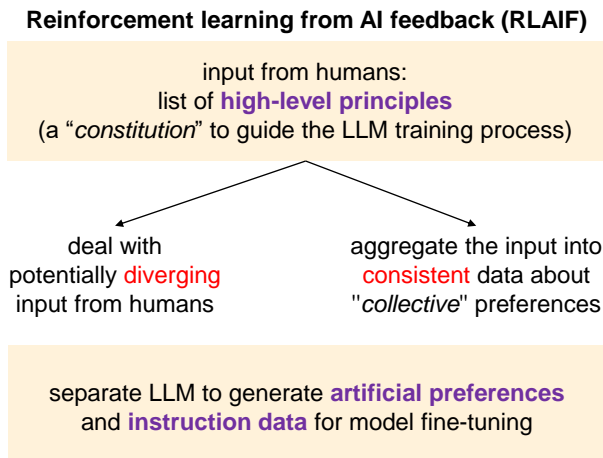 Reinforcement learning from AI feedback (RLAIF)
input from humans:
list of high-level principles
(a “constitution” to guide the LLM training process)
deal with
potentially diverging
input from humans
aggregate the input into
consistent data about
"collective" preferences
separate LLM to generate artificial preferences
and instruction data for model fine-tuning